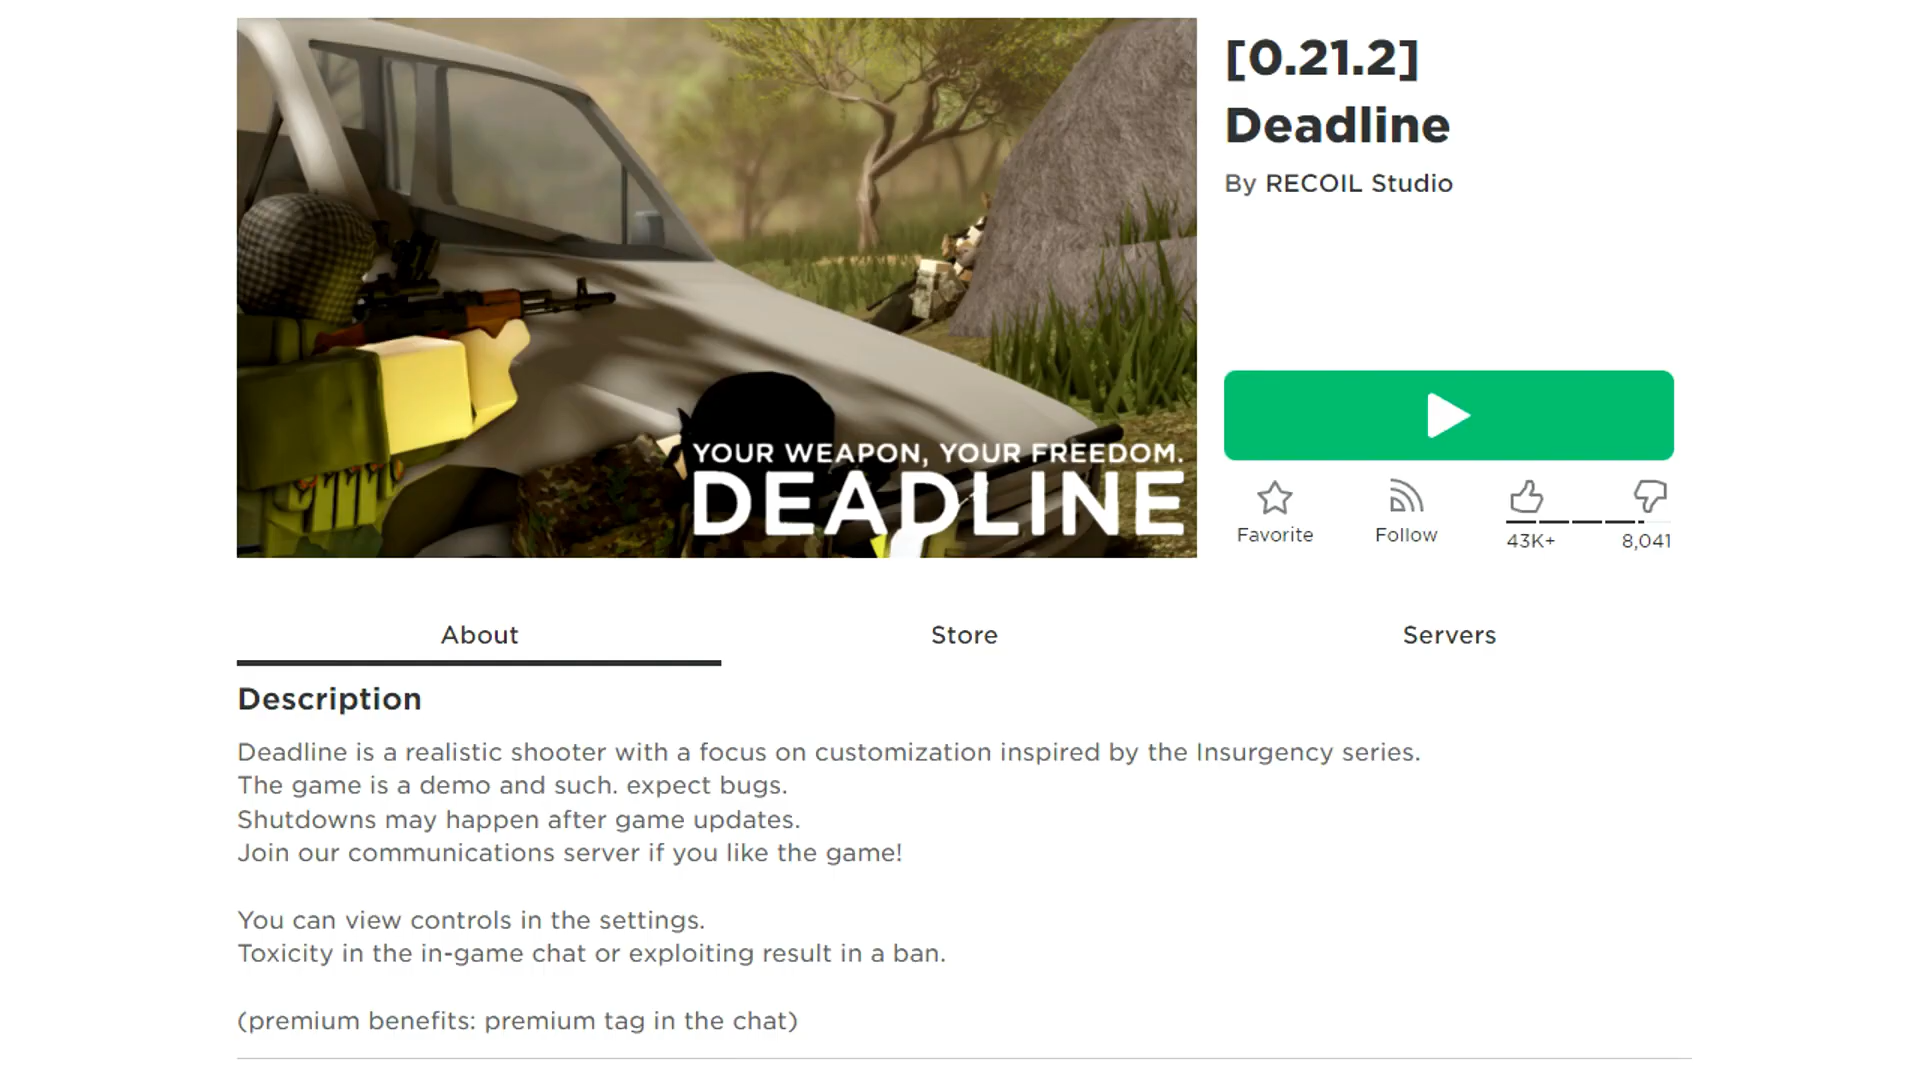 YOUR WEAPON, YOUR FREEDOM.
DEADLINE
[0.21.2]
Deadline
By RECOIL Studio
Favorite
Follow
43K+
8,041
About
Store
Servers
Description
Deadline is a realistic shooter with a focus on customization inspired by the Insurgency series.
The game is a demo and such. expect bugs.
Shutdowns may happen after game updates.
Join our communications server if you like the game!
You can view controls in the settings.
Toxicity in the in-game chat or exploiting result in a ban.
(premium benefits: premium tag in the chat)